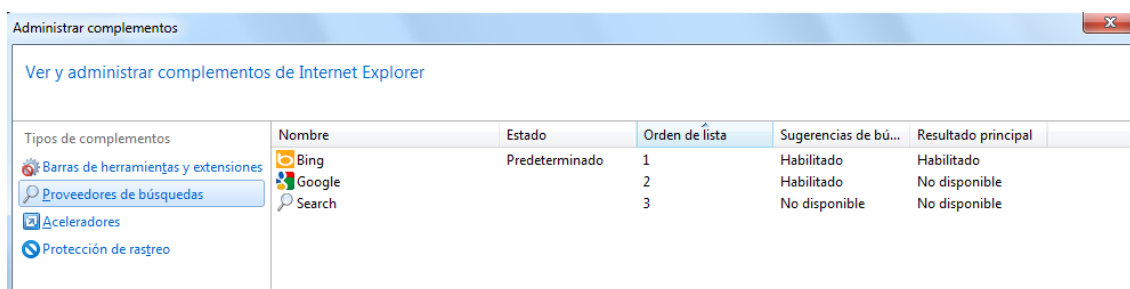 Administrar complementos
Ver y administrar complementos de Internet Explorer
Tipos de complementos
Barras de herramientas y extensiones
Proveedores de búsquedas
Aceleradores
Protección de rastreo
Nombre Estado Orden de lista Sugerencias de bú... Resultado principal
Bing Predeterminado 1 Habilitado Habilitado
Google 2 Habilitado No disponible
Search 3 No disponible No disponible